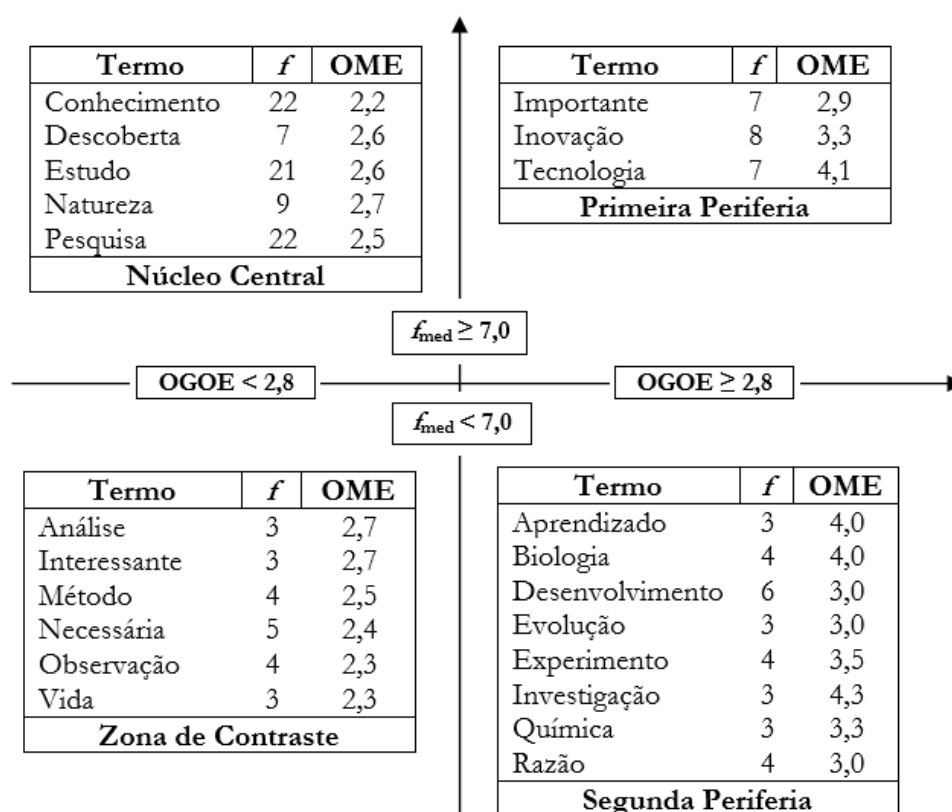 Termo f OME
Conhecimento 22 2,2
Descoberta 7 2,6
Estudo 21 2,6
Natureza 9 2,7
Pesquisa 22 2,5
Núcleo Central
Termo f OME
Importante 7 2,9
Inovação 8 3,3
Tecnologia 7 4,1
Primeira Periferia
fmed ≥ 7,0
OGOE < 2,8
OGOE ≥ 2,8
fmed < 7,0
Termo f OME
Análise 3 2,7
Interessante 3 2,7
Método 4 2,5
Necessária 5 2,4
Observação 4 2,3
Vida 3 2,3
Zona de Contraste
Termo f OME
Aprendizado 3 4,0
Biologia 4 4,0
Desenvolvimento 6 3,0
Evolução 3 3,0
Experimento 4 3,5
Investigação 3 4,3
Química 3 3,3
Razão 4 3,0
Segunda Periferia